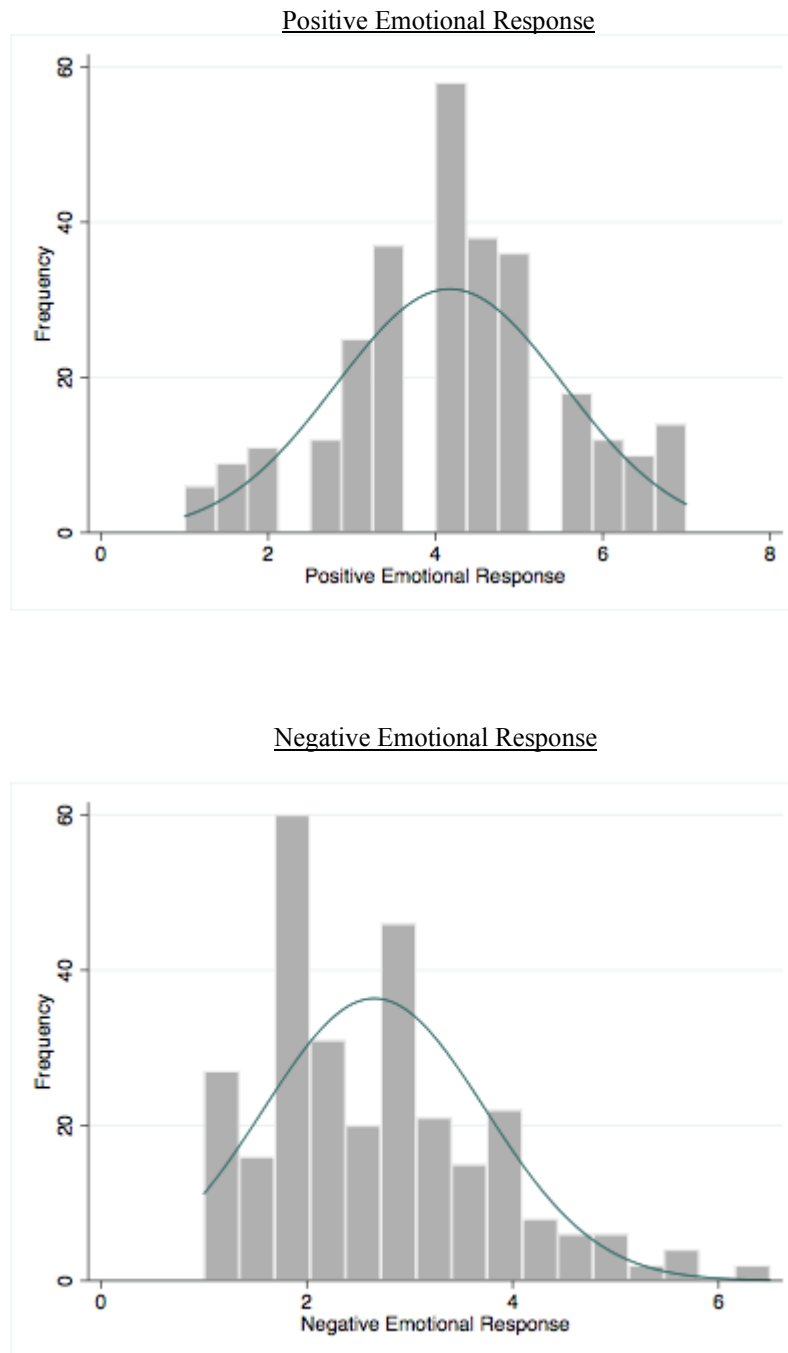 Positive Emotional Response
60
40
20
0
Frequency
0 2 4 6 8
Positive Emotional Response
Negative Emotional Response
60
40
20
0
Frequency
0 2 4 6
Negative Emotional Response